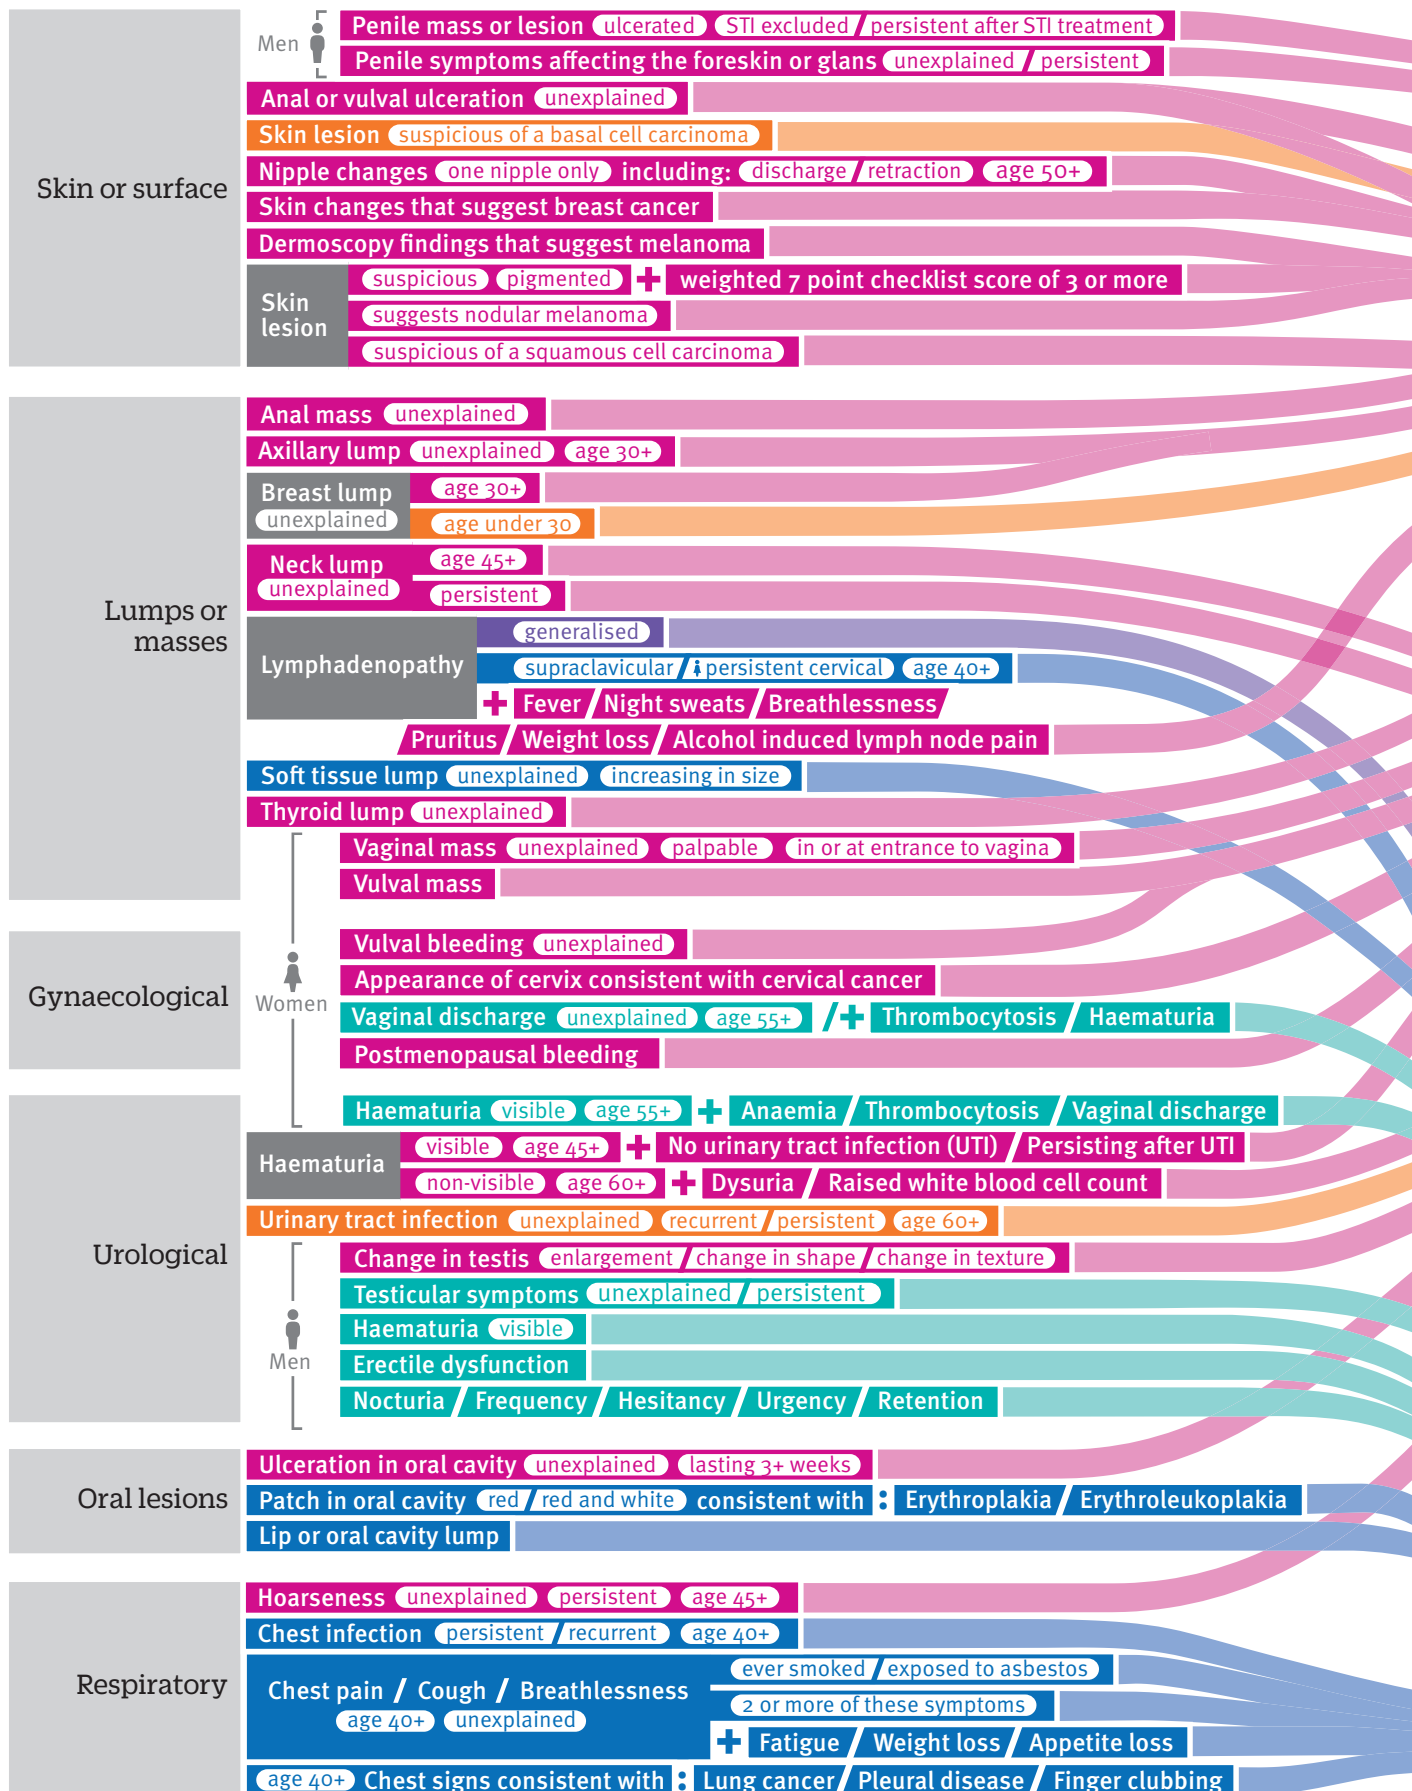 Skin or surface
Men
Penile mass or lesion ulcerated STI excluded / persistent after STI treatment
Penile symptoms affecting the foreskin or glans unexplained / persistent
Anal or vulval ulceration unexplained
Skin lesion suspicious of a basal cell carcinoma
Nipple changes one nipple only including: discharge / retraction age 50+
Skin changes that suggest breast cancer
Dermoscopy findings that suggest melanoma
Skin
lesion
suspicious pigmented + weighted 7 point checklist score of 3 or more
suggests nodular melanoma
suspicious of a squamous cell carcinoma
Lumps or
masses
Anal mass unexplained
Axillary lump unexplained age 30+
Breast lump
unexplained
age 30+
age under 30
Neck lump
unexplained
age 45+
persistent
Lymphadenopathy
generalised
supraclavicular / persistent cervical age 40+
+ Fever / Night sweats / Breathlessness
Pruritus / Weight loss / Alcohol induced lymph node pain
Soft tissue lump unexplained increasing in size
Thyroid lump unexplained
Vaginal mass unexplained palpable in or at entrance to vagina
Vulval mass
Gynaecological
Women
Vulval bleeding unexplained
Appearance of cervix consistent with cervical cancer
Vaginal discharge unexplained age 55+ /+ Thrombocytosis / Haematuria
Postmenopausal bleeding
Urological
Haematuria visible age 55+ + Anaemia / Thrombocytosis / Vaginal discharge
Haematuria
visible age 45+ + No urinary tract infection (UTI) / Persisting after UTI
non-visible age 60+ + Dysuria / Raised white blood cell count
Urinary tract infection unexplained recurrent / persistent age 60+
Men
Change in testis enlargement / change in shape / change in texture
Testicular symptoms unexplained / persistent
Haematuria visible
Erectile dysfunction
Nocturia / Frequency / Hesitancy / Urgency / Retention
Oral lesions
Ulceration in oral cavity unexplained lasting 3+ weeks
Patch in oral cavity red / red and white consistent with : Erythroplakia / Erythroleukoplakia
Lip or oral cavity lump
Respiratory
Hoarseness unexplained persistent age 45+
Chest infection persistent / recurrent age 40+
Chest pain / Cough / Breathlessness
age 40+ unexplained
ever smoked / exposed to asbestos
2 or more of these symptoms
+ Fatigue / Weight loss / Appetite loss
age 40+ Chest signs consistent with : Lung cancer / Pleural disease / Finger clubbing